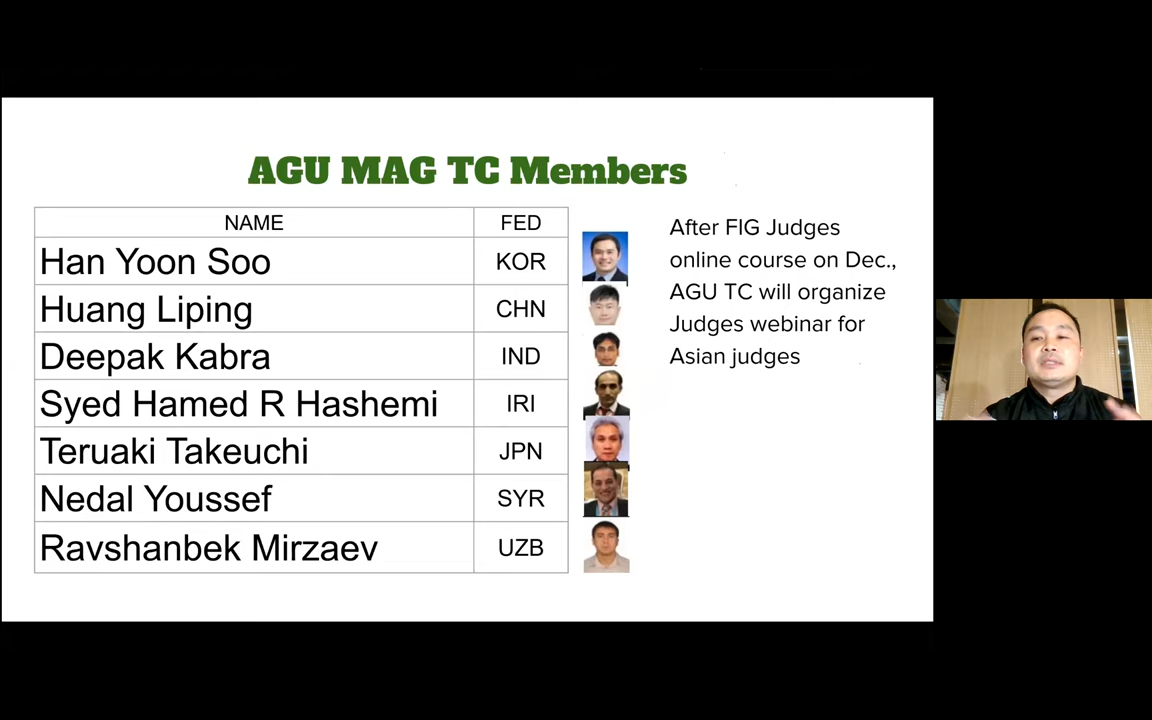 AGU MAG TC Members
NAME FED
Han Yoon Soo KOR
Huang Liping CHN
Deepak Kabra IND
Syed Hamed R Hashemi IRI
Teruaki Takeuchi JPN
Nedal Youssef SYR
Ravshanbek Mirzaev UZB
After FIG Judges
online course on Dec.,
AGU TC will organize
Judges webinar for
Asian judges